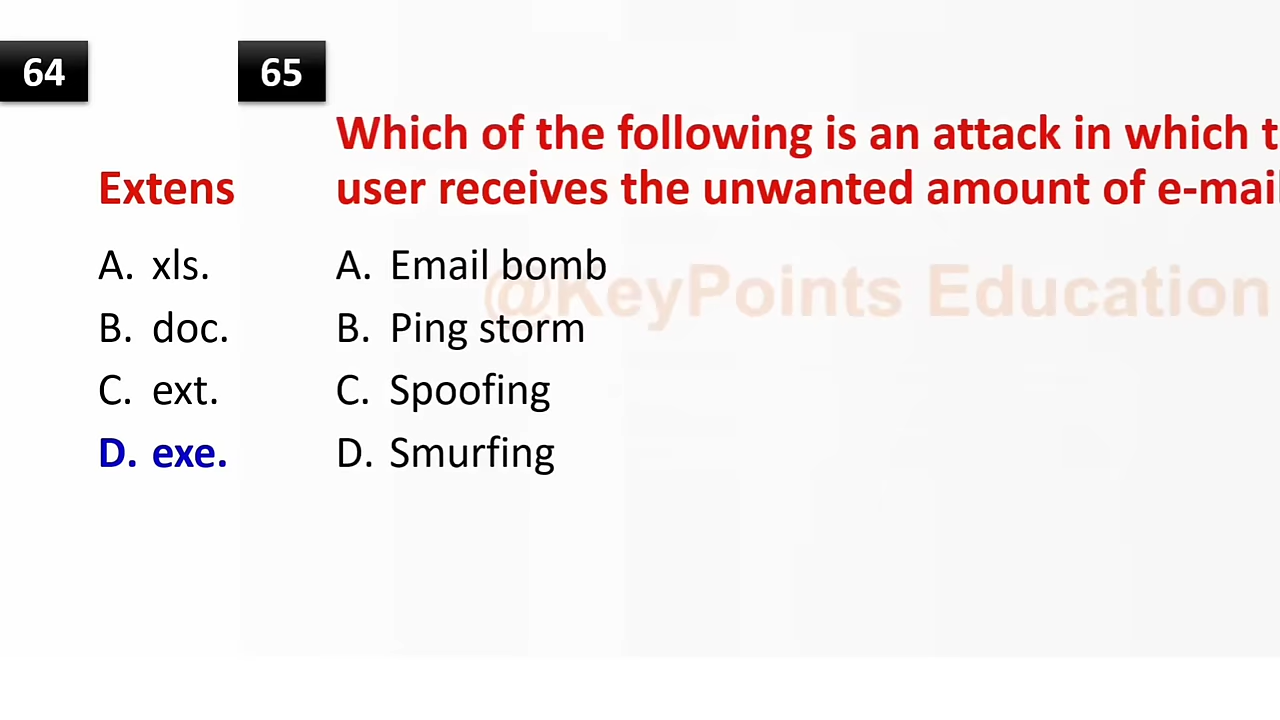 64
Extens
A. xls.
B. doc.
C. ext.
D. exe.
65
Which of the following is an attack in which t
user receives the unwanted amount of e-mail
A. Email bomb
B. Ping storm
C. Spoofing
D. Smurfing
@KeyPoints Education